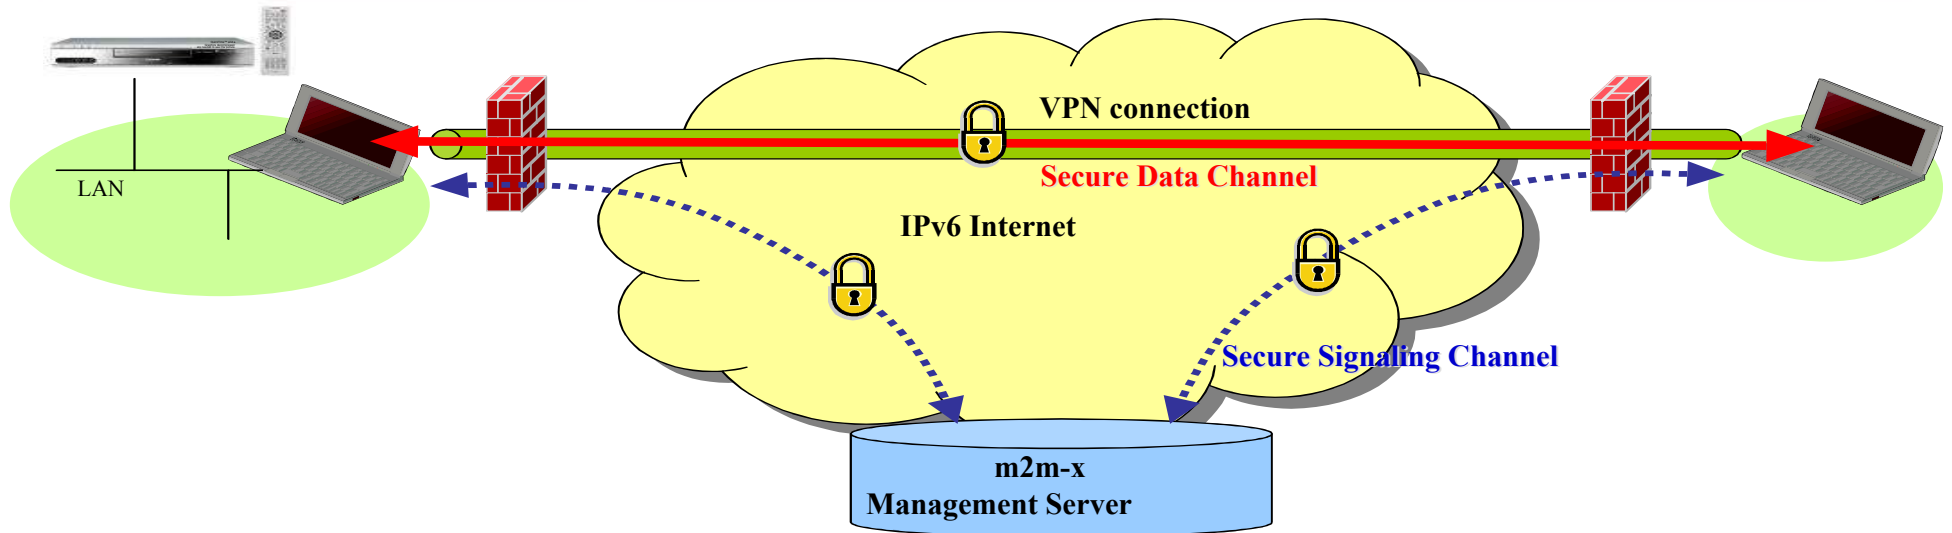 VPN connection
Secure Data Channel
LAN
IPv6 Internet
Secure Signaling Channel
m2m-x
Management Server